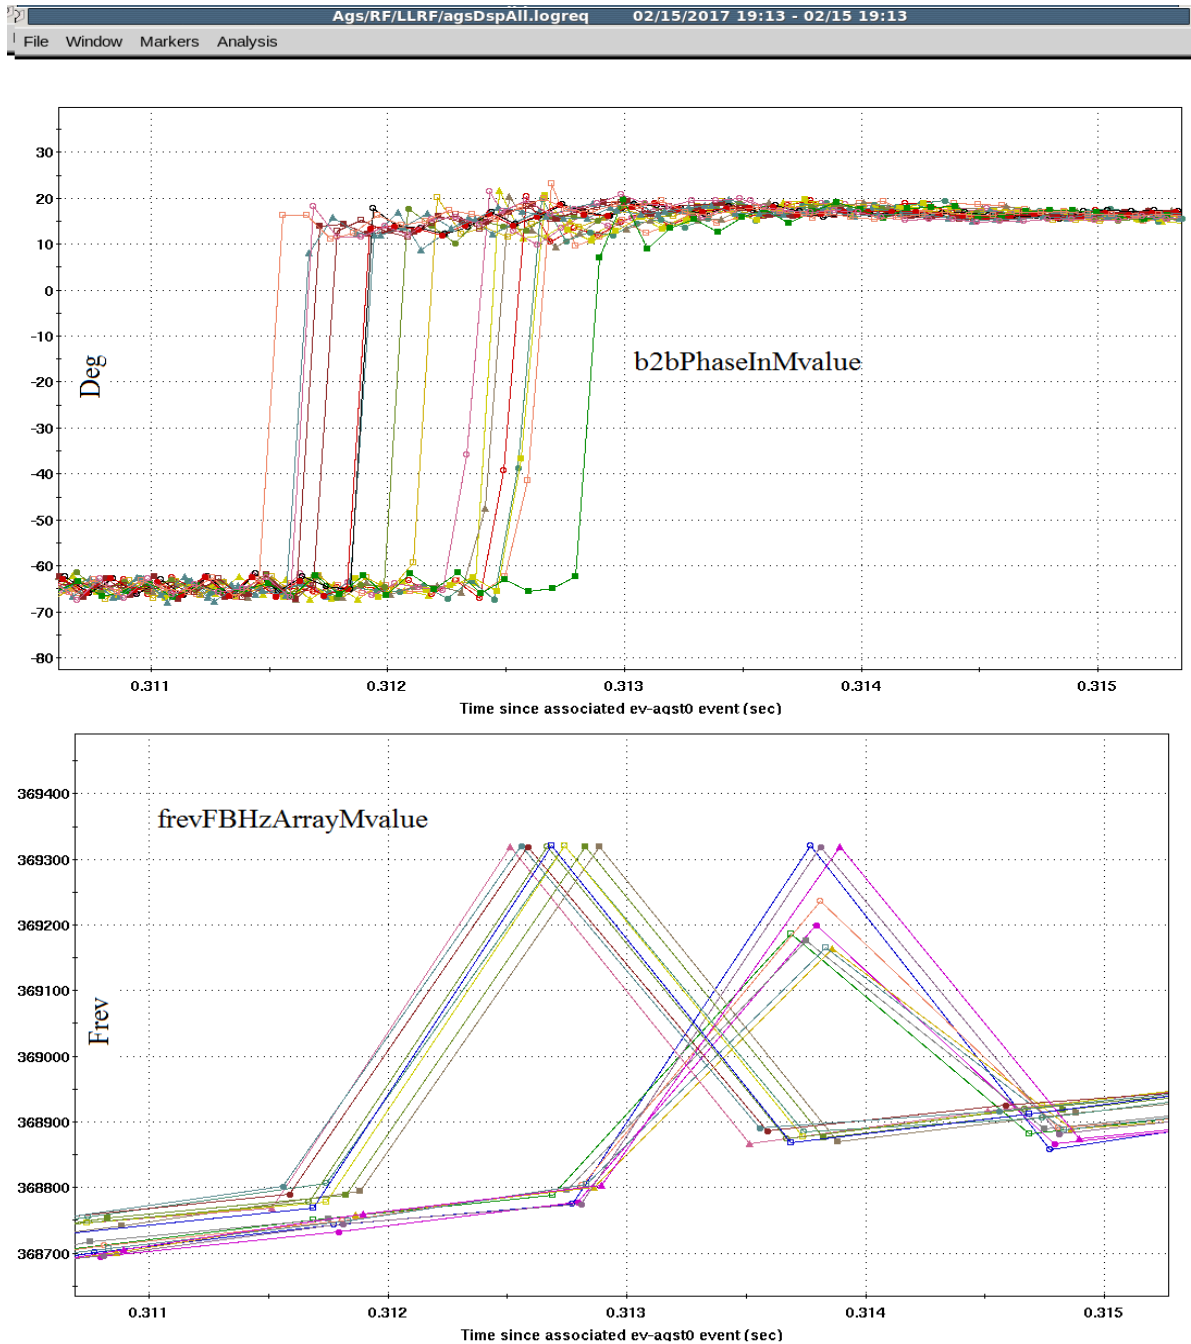 Ags/RF/LLRF/agsDspAll.logreq 02/15/2017 19:13 - 02/15 19:13
File Window Markers Analysis
30
20
10
0
-10
-20
-30
-40
-50
-60
-70
-80
Deg
b2bPhaseInMvalue
0.311 0.312 0.313 0.314 0.315
Time since associated ev-agst0 event (sec)
369400
369300
369200
369100
369000
368900
368800
368700
frevFBHzArrayMvalue
Frev
0.311 0.312 0.313 0.314 0.315
Time since associated ev-agst0 event (sec)